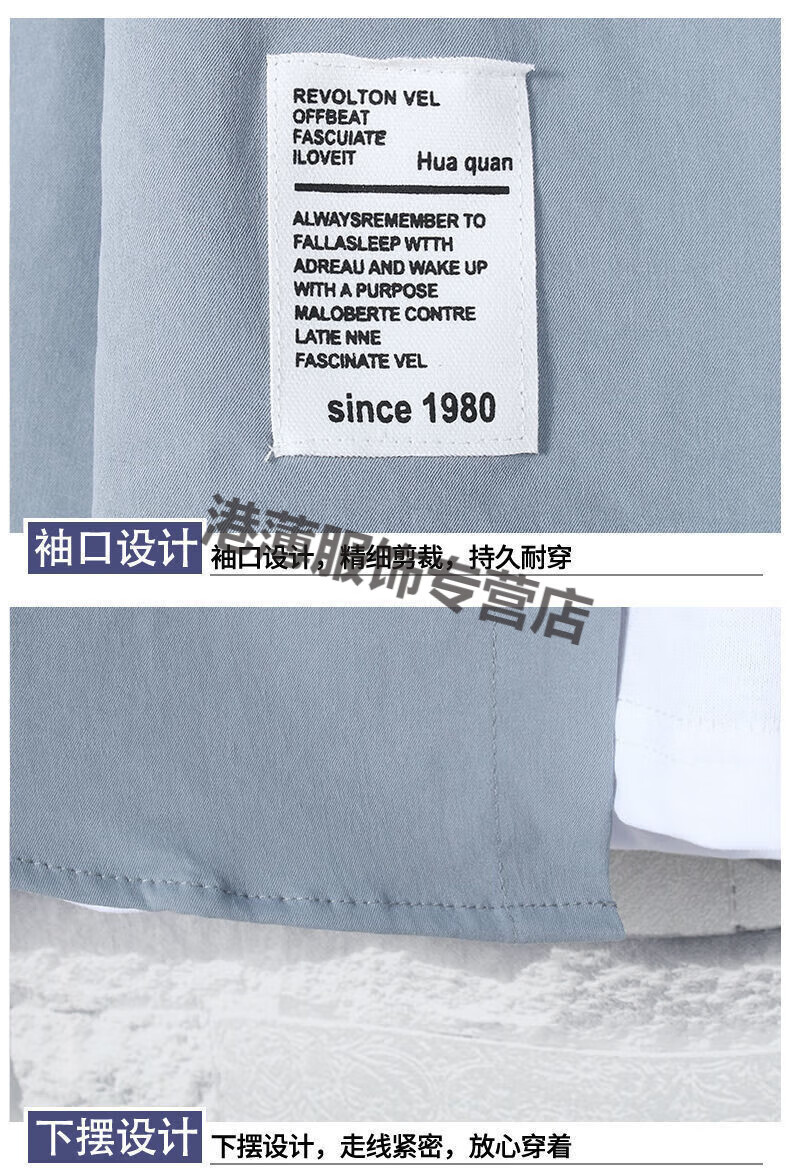 REVOLTON VEL
OFFBEAT
FASCUIATE
ILOVEIT
Hua quan
ALWAYSREMEMBER TO
FALLASLEEP WTTH
ADREAU AND WAKE UP
WITH A PURPOSE
MALOBERTE CONTRE
LATIE NNE
FASCINATE VEL
since 1980
港薄服饰专营店
袖口设计
袖口设计，精细剪裁，持久耐穿
下摆设计
下摆设计，走线紧密，放心穿着